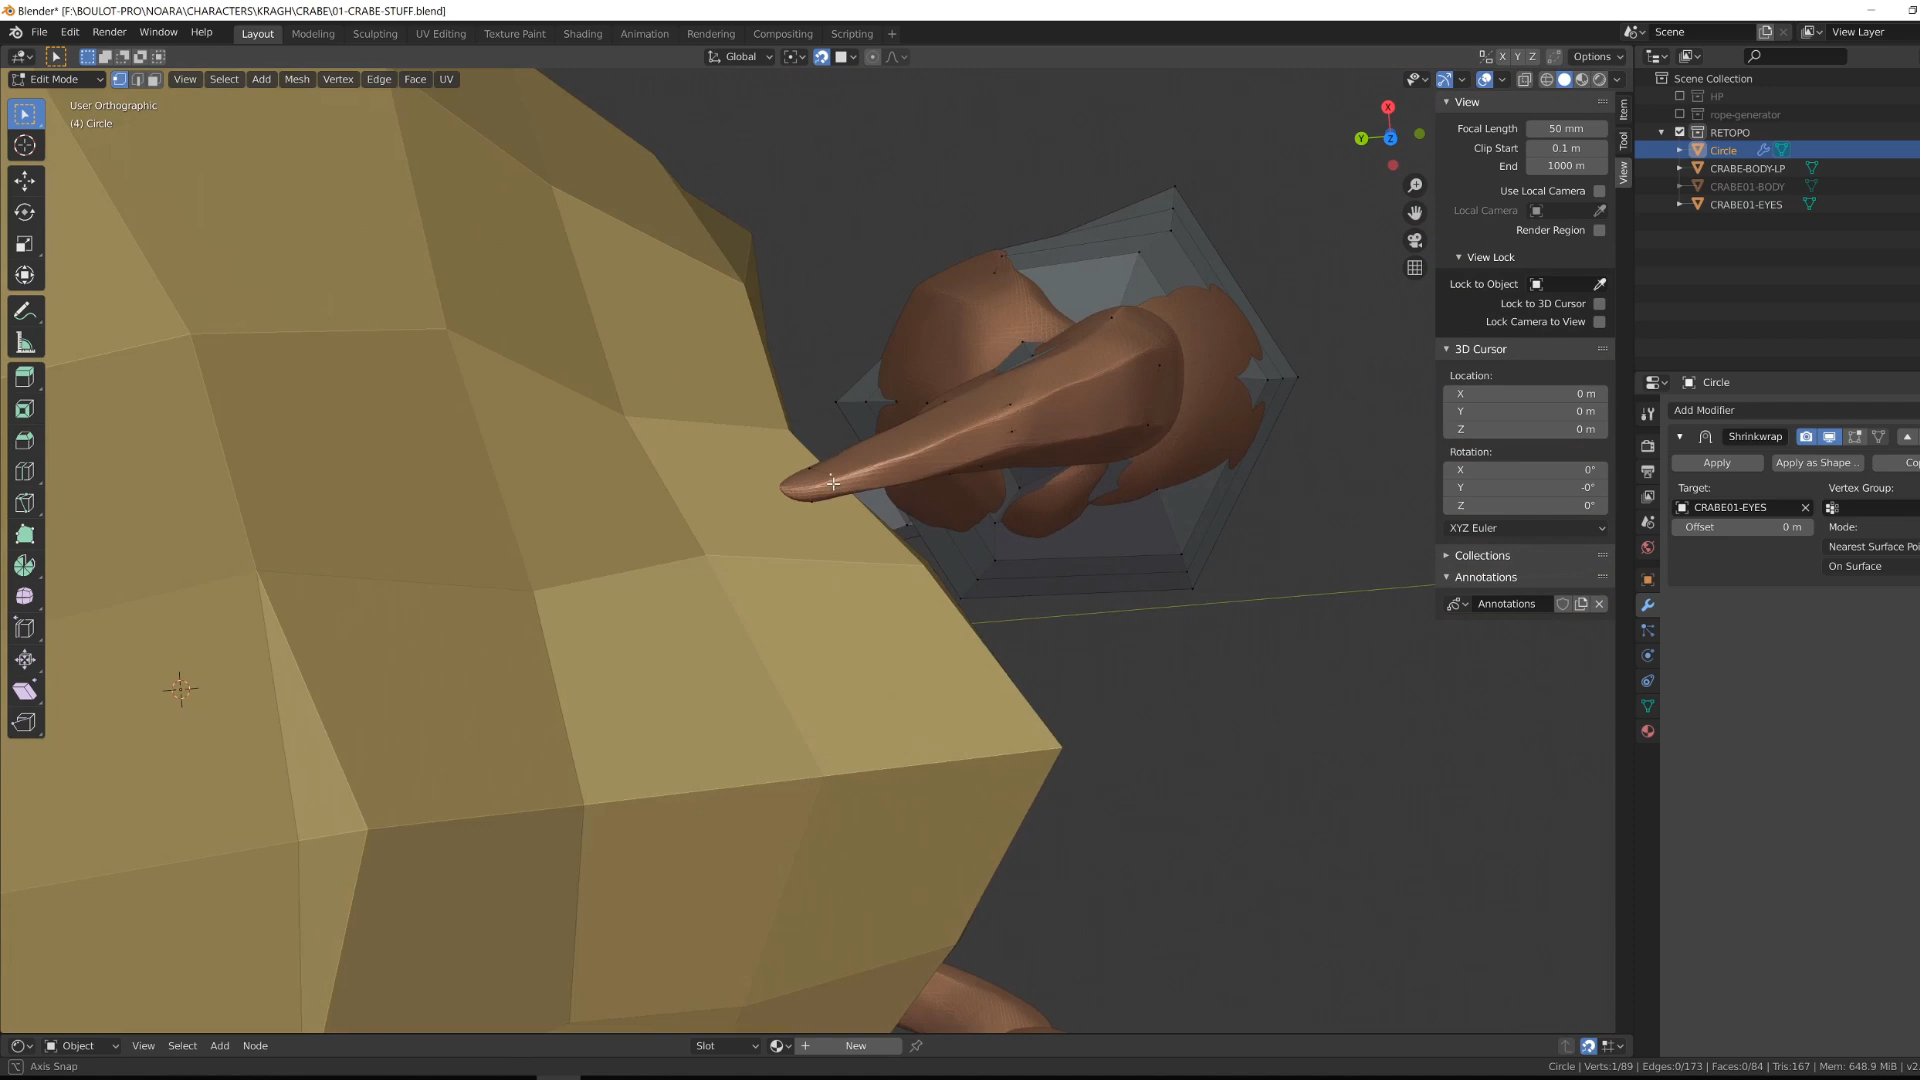 Blender* [F:\BOULOT-PRO\NOARA\CHARACTERS\KRAGH\CRABE\01-CRABE-STUFF.blend]
File Edit Render Window Help Layout Modeling Sculpting UV Editing Texture Paint Shading Animation Rendering Compositing Scripting + Scene View Layer
Global X Y Z Options
Edit Mode View Select Add Mesh Vertex Edge Face UV
User Orthographic
(4) Circle
X
Y
Z
View
Focal Length 50 mm
Clip Start 0.1 m
End 1000 m
Use Local Camera
Local Camera
Render Region
View Lock
Lock to Object
Lock to 3D Cursor
Lock Camera to View
3D Cursor
Location:
X 0 m
Y 0 m
Z 0 m
Rotation:
X 0°
Y -0°
Z 0°
XYZ Euler
Collections
Annotations
Annotations
Item
Tool
View
Scene Collection
HP
rope-generator
RETOPO
Circle
CRABE-BODY-LP
CRABE01-BODY
CRABE01-EYES
Circle
Add Modifier
Shrinkwrap
Apply Apply as Shape .. Co
Target: Vertex Group:
CRABE01-EYES
Offset 0 m Mode:
Nearest Surface Poi
On Surface
Object View Select Add Node Slot New
Axis Snap Circle | Verts:1/89 | Edges:0/173 | Faces:0/84 | Tris:167 | Mem: 648.9 MiB | v2